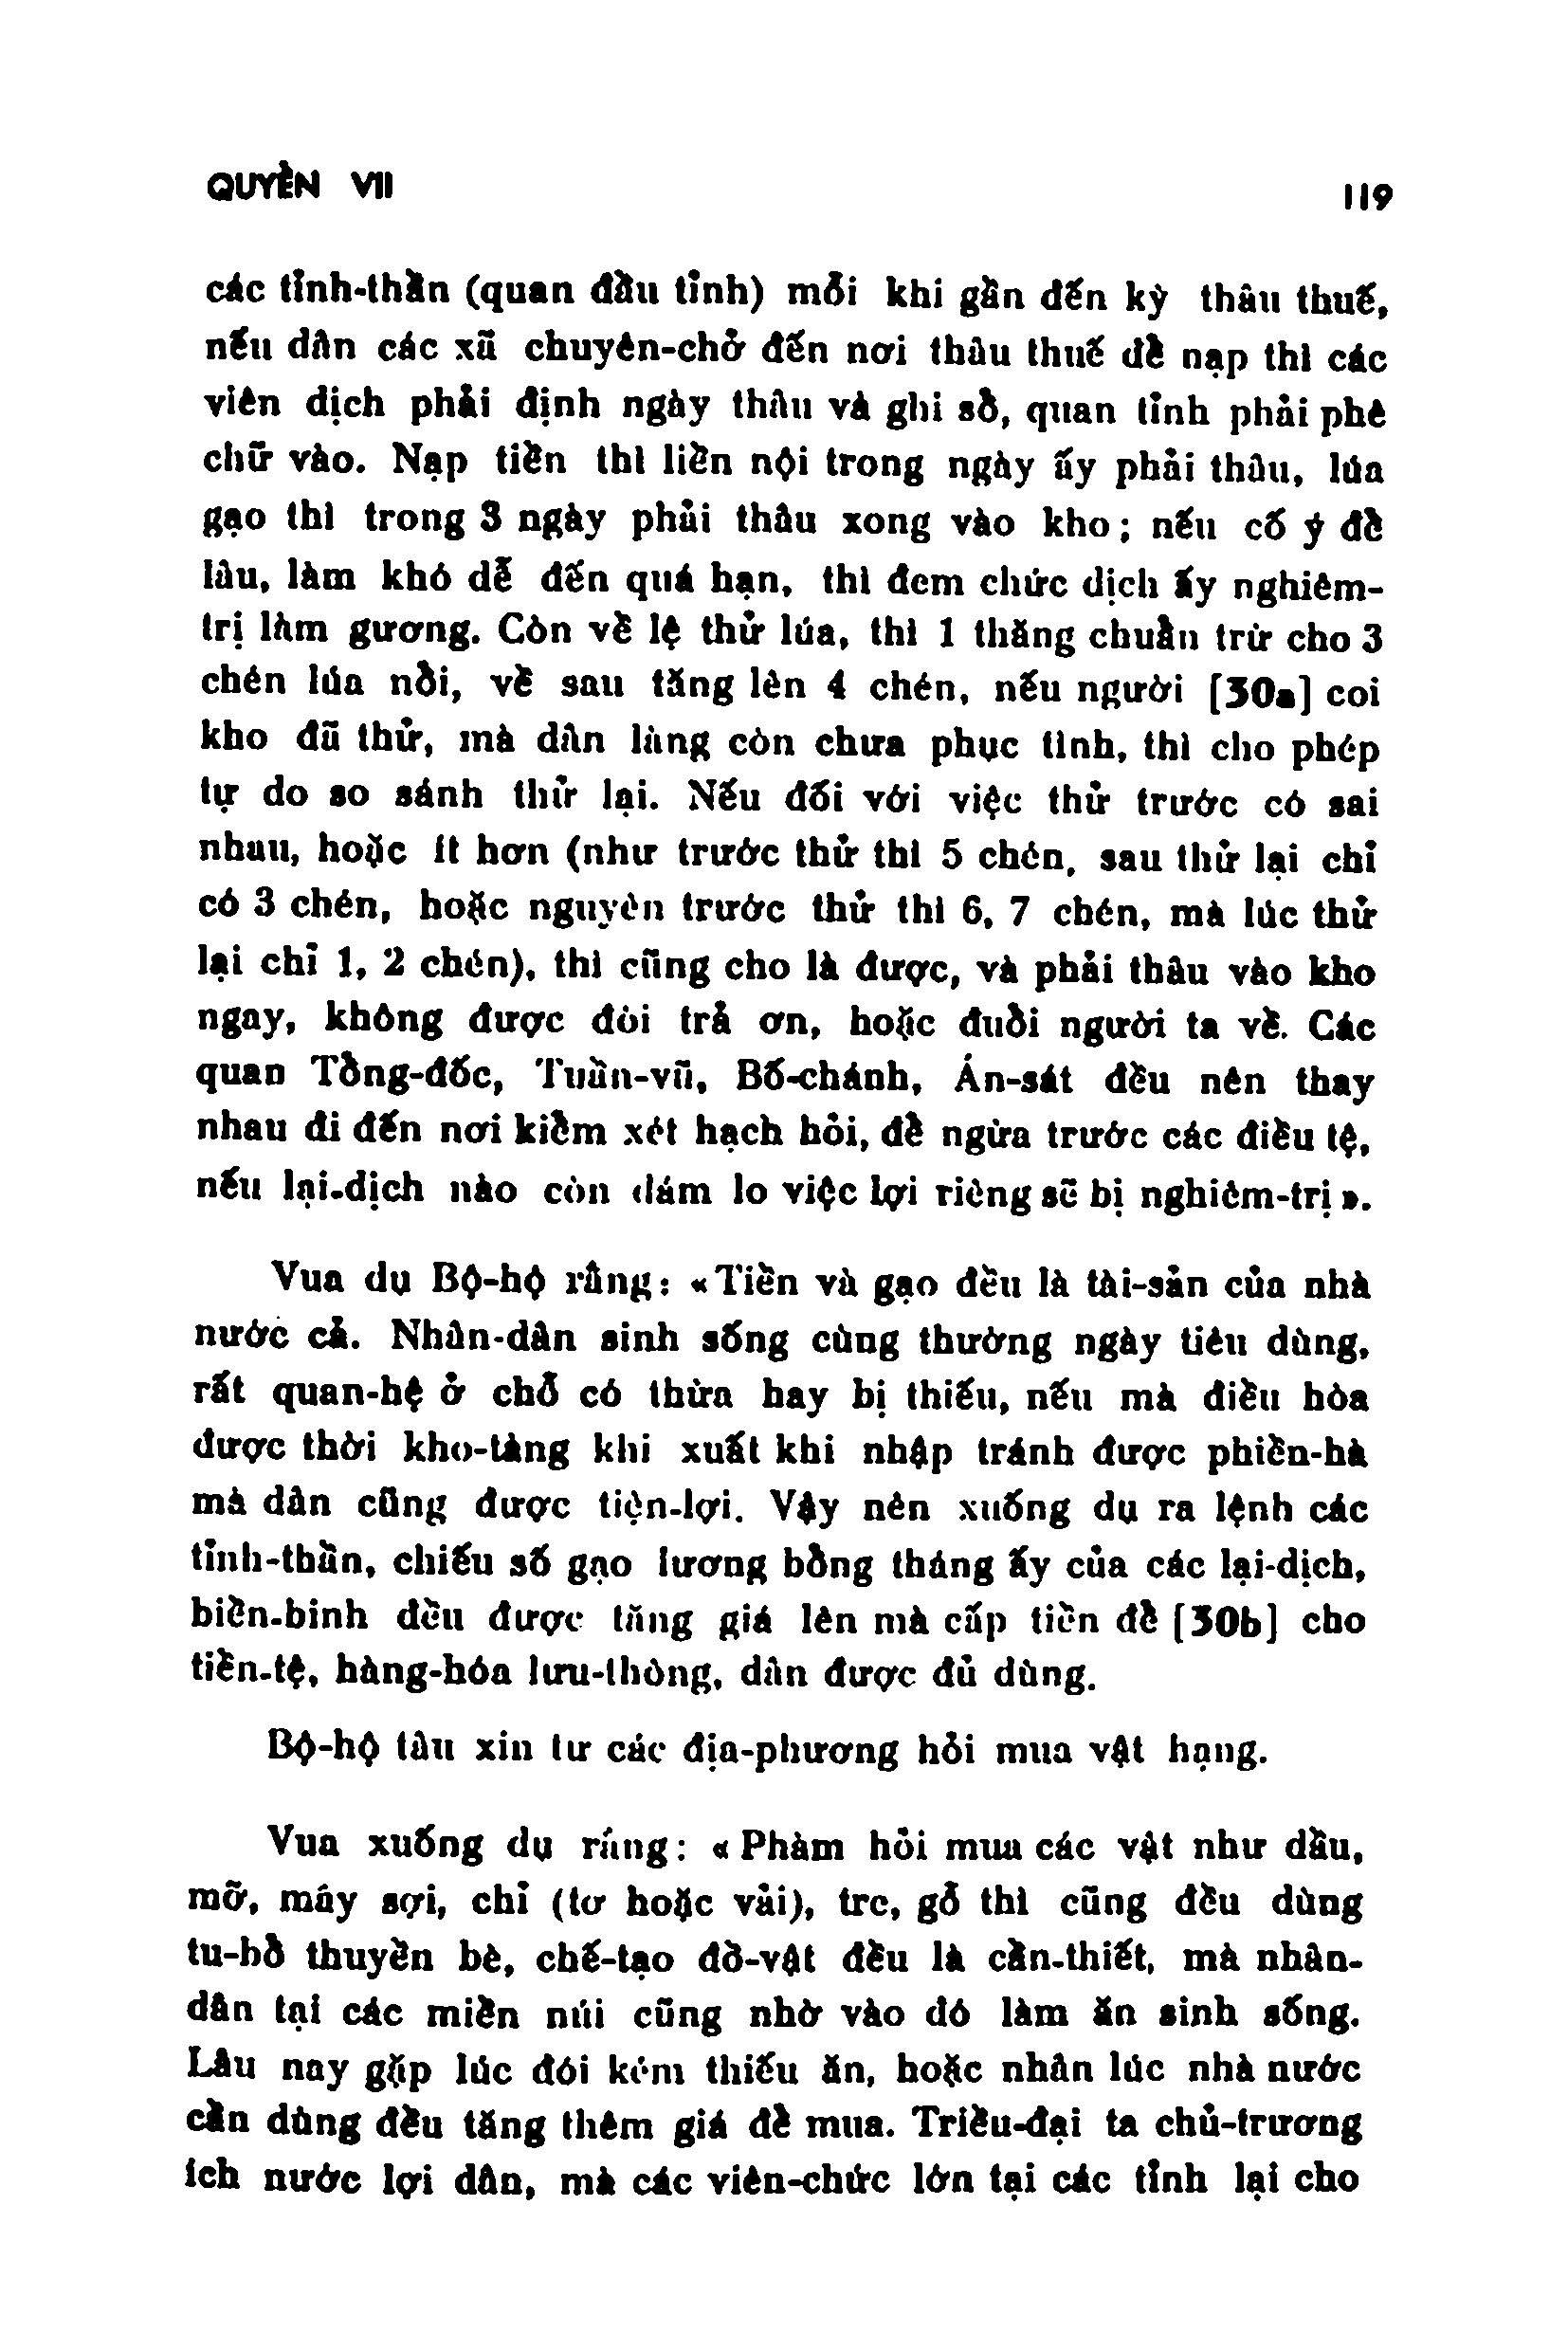 QUYỀN VII
119
các tỉnh-thần (quan đầu tỉnh) mỗi khi gần đến kỳ thâu thuế,
nếu dân các xã chuyên-chở đến nơi thâu thuế để nạp thì các
viên dịch phải định ngày thâu và ghi sổ, quan tỉnh phải phê
chữ vào. Nạp tiền thì liền nội trong ngày ấy phải thâu, lúa
gạo thì trong 3 ngày phải thâu xong vào kho ; nếu cố ý để
lâu, làm khó dễ đến quá hạn, thì đem chức dịch ấy nghiêm-
trị làm gương. Còn về lệ thử lúa, thì 1 thăng chuẩn trừ cho 3
chén lúa nổi, về sau tăng lên 4 chén, nếu người [30a] coi
kho đã thử, mà dân làng còn chưa phục tình, thì cho phép
tự do so sánh thử lại. Nếu đối với việc thử trước có sai
nhau, hoặc ít hơn (như trước thử thì 5 chén, sau thử lại chỉ
có 3 chén, hoặc nguyên trước thử thì 6, 7 chén, mà lúc thử
lại chỉ 1, 2 chén), thì cũng cho là được, và phải thâu vào kho
ngay, không được đòi trả ơn, hoặc đuổi người ta về. Các
quan Tổng-đốc, Tuần-vũ, Bố-chánh, Án-sát đều nên thay
nhau đi đến nơi kiểm xét hạch hỏi, để ngừa trước các điều tệ,
nếu lại-dịch nào còn dám lo việc lợi riêng sẽ bị nghiêm-trị ».
Vua dụ Bộ-hộ rằng : « Tiền và gạo đều là tài-sản của nhà
nước cả. Nhân-dân sinh sống cùng thường ngày tiêu dùng,
rất quan-hệ ở chỗ có thừa hay bị thiếu, nếu mà điều hòa
được thời kho-tàng khi xuất khi nhập tránh được phiền-hà
mà dân cũng được tiện-lợi. Vậy nên xuống dụ ra lệnh các
tỉnh-thần, chiếu số gạo lương bổng tháng ấy của các lại-dịch,
biền-binh đều được tăng giá lên mà cấp tiền để [30b] cho
tiền-tệ, hàng-hóa lưu-thông, dân được đủ dùng.
Bộ-hộ tâu xin tư các địa-phương hỏi mua vật hạng.
Vua xuống dụ rằng : « Phàm hỏi mua các vật như dầu,
mỡ, mây sợi, chỉ (tơ hoặc vải), tre, gỗ thì cũng đều dùng
tu-bổ thuyền bè, chế-tạo đồ-vật đều là cần-thiết, mà nhân-
dân tại các miền núi cũng nhờ vào đó làm ăn sinh sống.
Lâu nay gặp lúc đói kém thiếu ăn, hoặc nhân lúc nhà nước
cần dùng đều tăng thêm giá để mua. Triều-đại ta chủ-trương
ích nước lợi dân, mà các viên-chức lớn tại các tỉnh lại cho